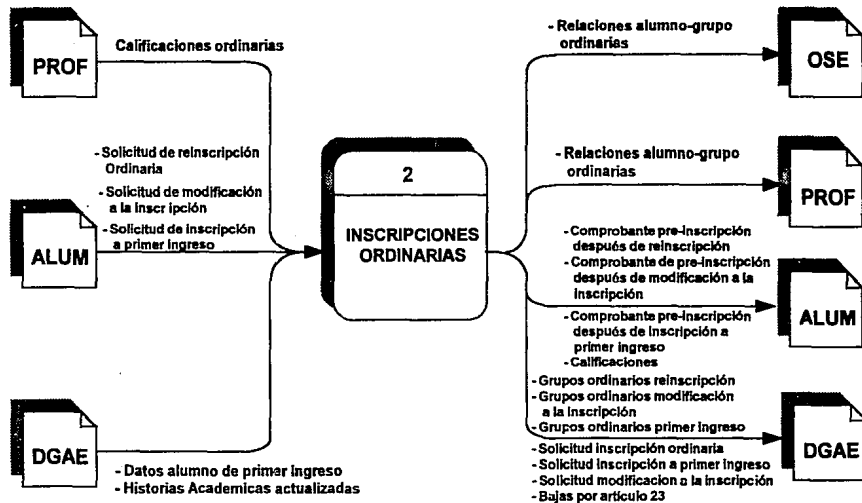 Calificaciones ordinarias
PROF
- Solicitud de reinscripción
Ordinaria
- Solicitud de modificación
a la inscripción
- Solicitud de inscripción
a primer ingreso
ALUM
DGAE
- Datos alumno de primer ingreso
- Historias Academicas actualizadas
2
INSCRIPCIONES
ORDINARIAS
- Relaciones alumno-grupo
ordinarias
OSE
- Relaciones alumno-grupo
ordinarias
PROF
- Comprobante pre-inscripción
después de reinscripción
- Comprobante de pre-inscripción
después de modificación a la
inscripción
- Comprobante pre-inscripción
después de inscripción a
primer ingreso
- Calificaciones
ALUM
- Grupos ordinarios reinscripción
- Grupos ordinarios modificación
a la inscripción
- Grupos ordinarios primer ingreso
- Solicitud inscripción ordinaria
- Solicitud inscripción a primer ingreso
- Solicitud modificacion a la inscripción
- Bajas por artículo 23
DGAE